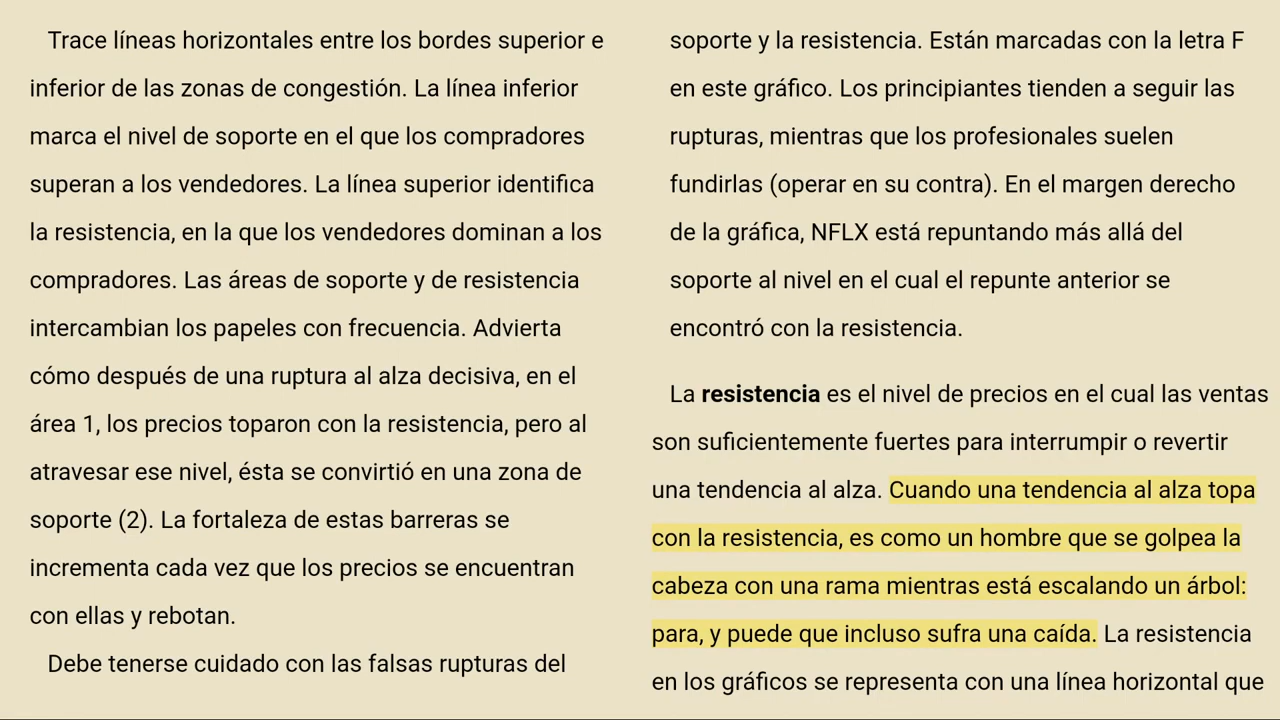 Trace líneas horizontales entre los bordes superior e
inferior de las zonas de congestión. La línea inferior
marca el nivel de soporte en el que los compradores
superan a los vendedores. La línea superior identifica
la resistencia, en la que los vendedores dominan a los
compradores. Las áreas de soporte y de resistencia
intercambian los papeles con frecuencia. Advierta
cómo después de una ruptura al alza decisiva, en el
área 1, los precios toparon con la resistencia, pero al
atravesar ese nivel, ésta se convirtió en una zona de
soporte (2). La fortaleza de estas barreras se
incrementa cada vez que los precios se encuentran
con ellas y rebotan.
Debe tenerse cuidado con las falsas rupturas del
soporte y la resistencia. Están marcadas con la letra F
en este gráfico. Los principiantes tienden a seguir las
rupturas, mientras que los profesionales suelen
fundirlas (operar en su contra). En el margen derecho
de la gráfica, NFLX está repuntando más allá del
soporte al nivel en el cual el repunte anterior se
encontró con la resistencia.
La resistencia es el nivel de precios en el cual las ventas
son suficientemente fuertes para interrumpir o revertir
una tendencia al alza. Cuando una tendencia al alza topa
con la resistencia, es como un hombre que se golpea la
cabeza con una rama mientras está escalando un árbol:
para, y puede que incluso sufra una caída. La resistencia
en los gráficos se representa con una línea horizontal que